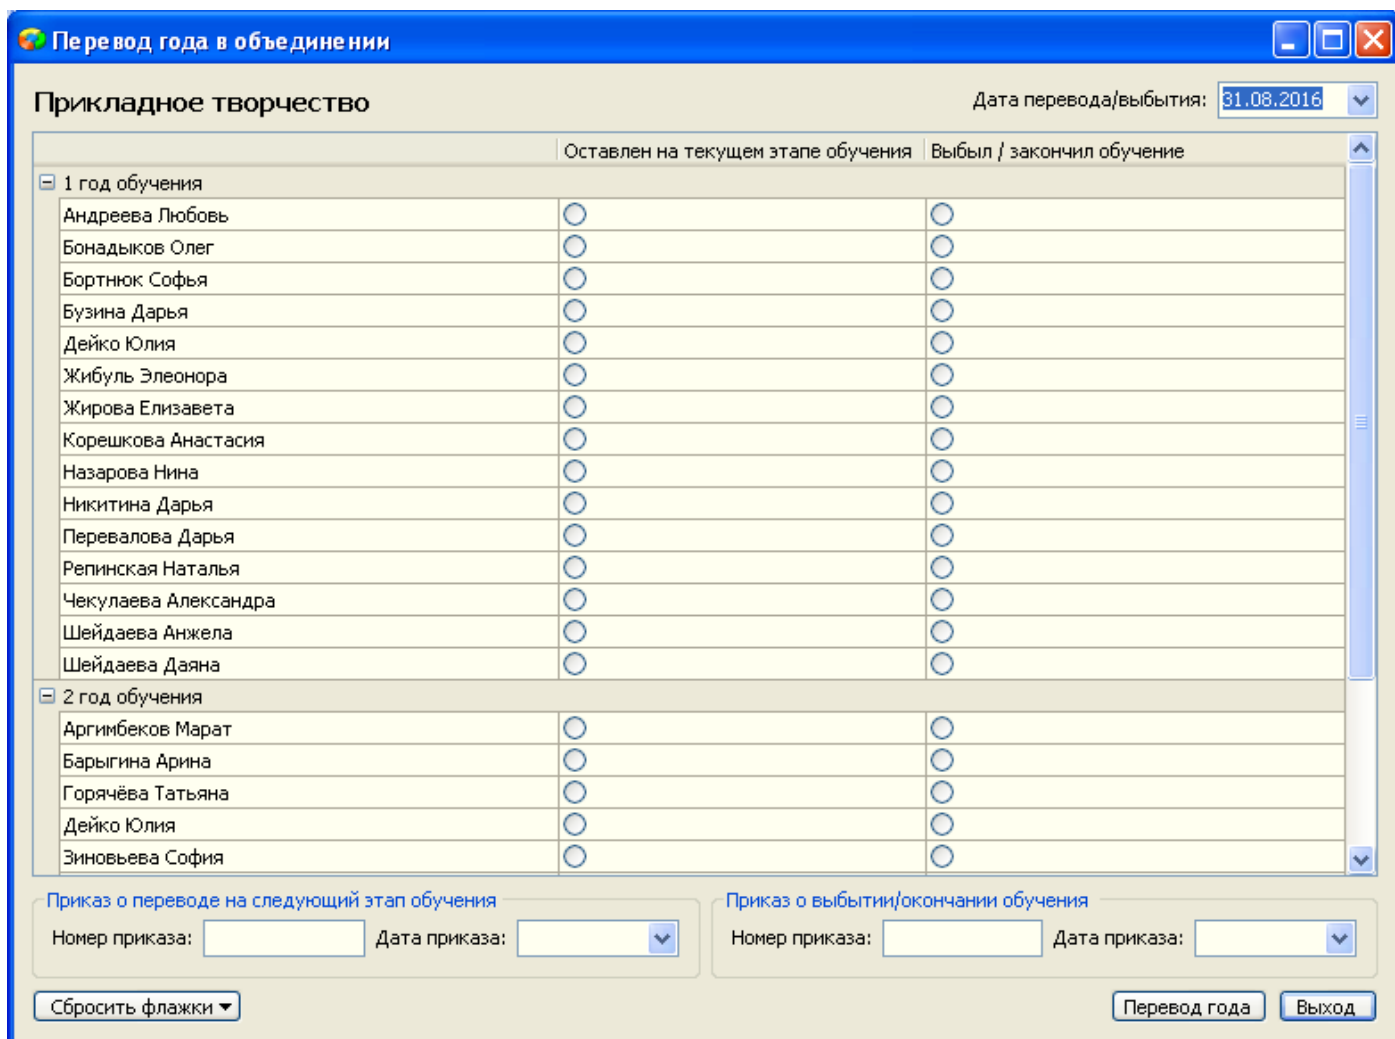 Перевод года в объединении
Прикладное творчество Дата перевода/выбытия: 31.08.2016
Оставлен на текущем этапе обучения Выбыл / закончил обучение
1 год обучения
Андреева Любовь
Бонадыков Олег
Бортнюк Софья
Бузина Дарья
Дейко Юлия
Жибуль Элеонора
Жирова Елизавета
Корешкова Анастасия
Назарова Нина
Никитина Дарья
Перевалова Дарья
Репинская Наталья
Чекулаева Александра
Шейдаева Анжела
Шейдаева Даяна
2 год обучения
Аргимбеков Марат
Барыгина Арина
Горячёва Татьяна
Дейко Юлия
Зиновьева София
Приказ о переводе на следующий этап обучения Приказ о выбытии/окончании обучения
Номер приказа: Дата приказа: Номер приказа: Дата приказа:
Сбросить флажки Перевод года Выход